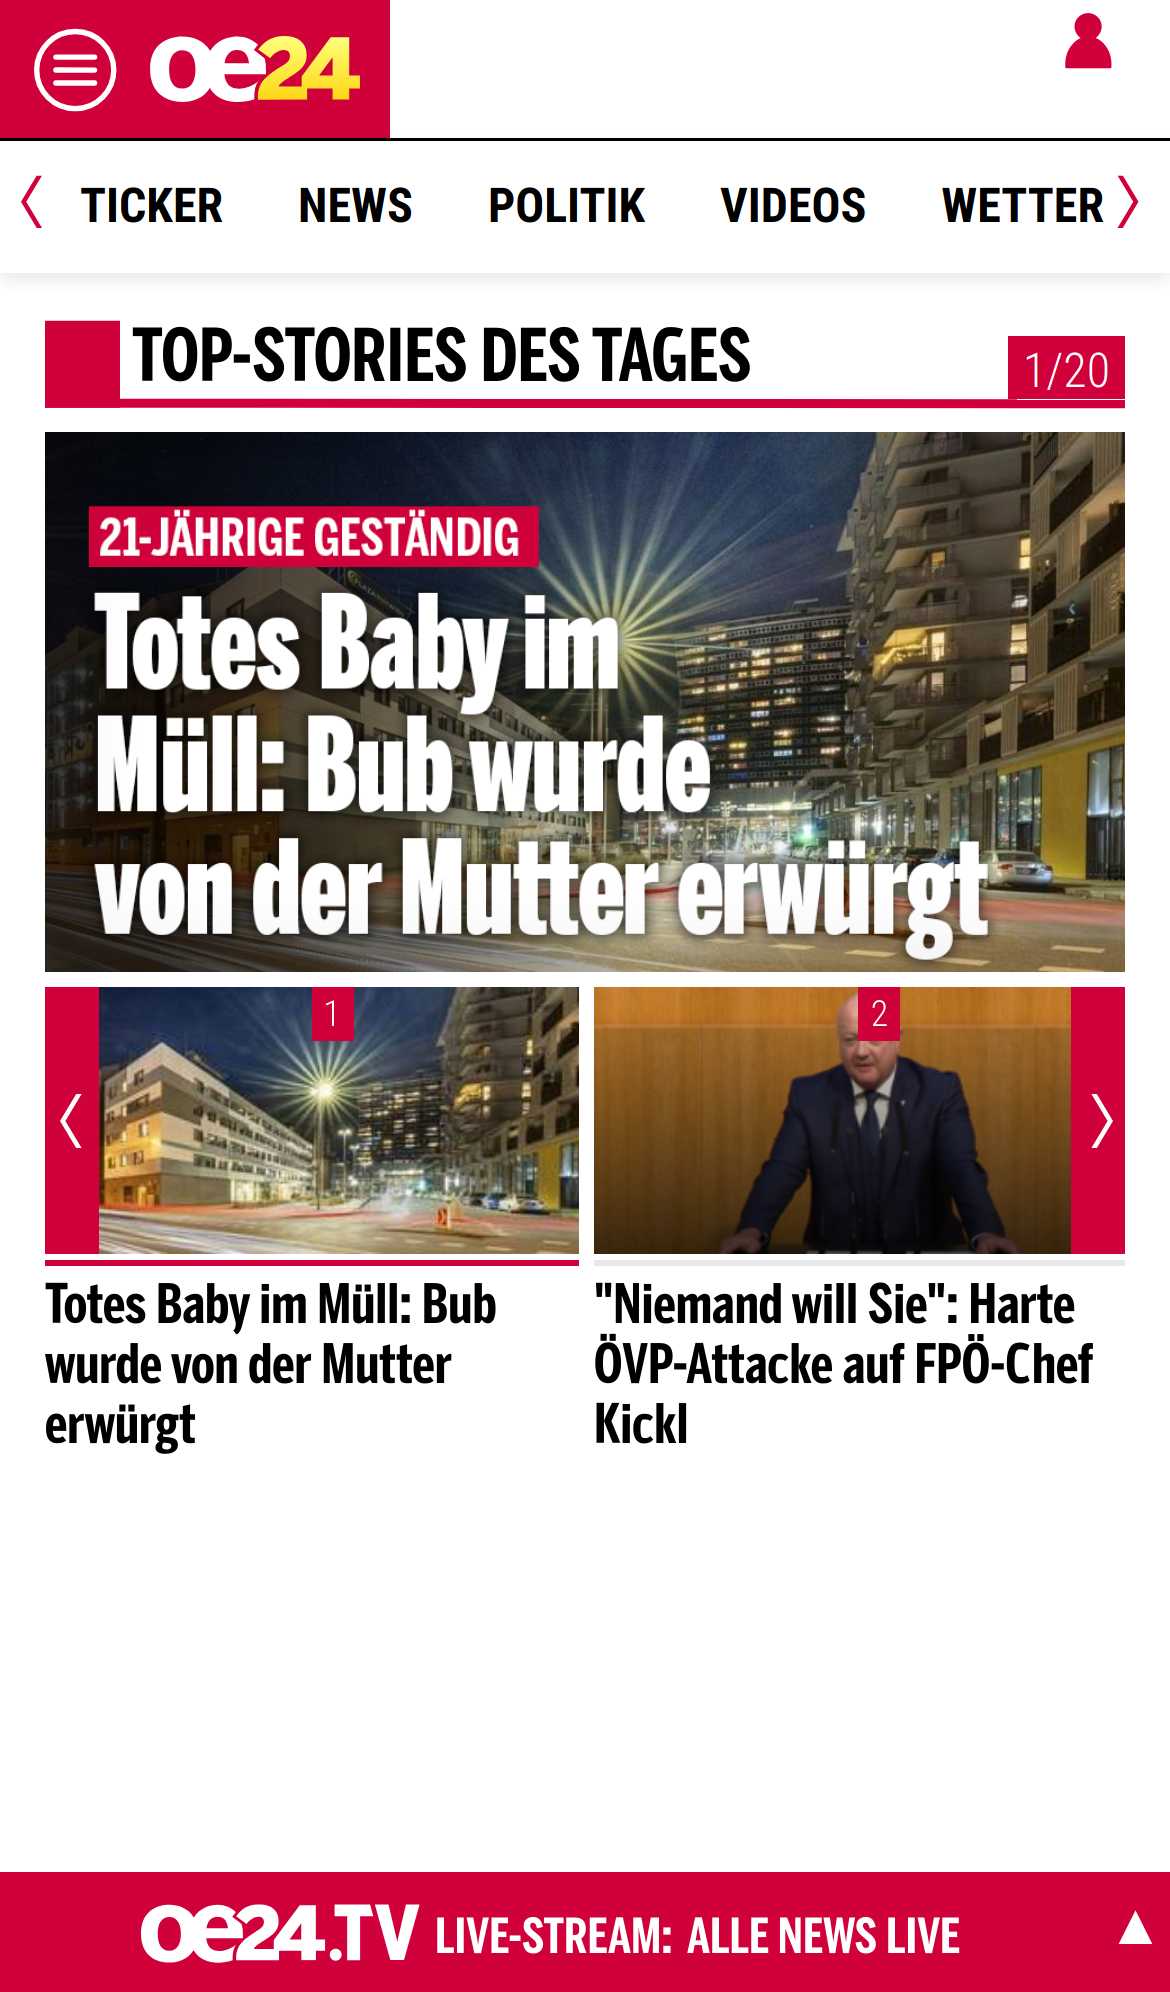 oe24
TICKER NEWS POLITIK VIDEOS WETTER
TOP-STORIES DES TAGES
1/20
21-JÄHRIGE GESTÄNDIG
Totes Baby im
Müll: Bub wurde
von der Mutter erwürgt
1
2
Totes Baby im Müll: Bub
wurde von der Mutter
erwürgt
"Niemand will Sie": Harte
ÖVP-Attacke auf FPÖ-Chef
Kickl
oe24.TV LIVE-STREAM: ALLE NEWS LIVE